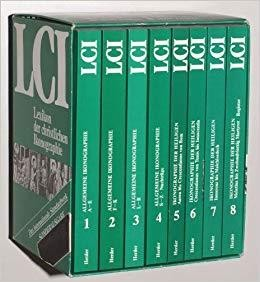 LCI
Lexikon
der christlichen
Ikonographie
LCI
ALLGEMEINE IKONOGRAPHIE
A–E
1
Herder
LCI
ALLGEMEINE IKONOGRAPHIE
F–K
2
Herder
LCI
ALLGEMEINE IKONOGRAPHIE
L–R
3
Herder
LCI
ALLGEMEINE IKONOGRAPHIE
S–Z, Nachträge
4
Herder
LCI
IKONOGRAPHIE DER HEILIGEN
5
Herder
LCI
IKONOGRAPHIE DER HEILIGEN
6
Herder
LCI
IKONOGRAPHIE DER HEILIGEN
7
Herder
LCI
IKONOGRAPHIE DER HEILIGEN
Register
8
Herder